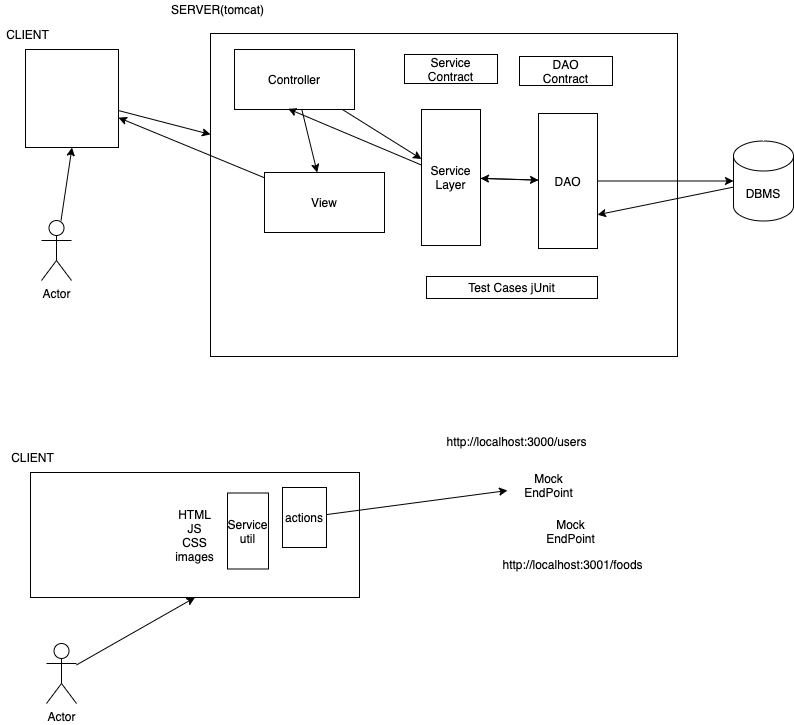 SERVER(tomcat)
CLIENT
Controller
Service
Contract
DAO
Contract
Service
Layer
DAO
DBMS
View
Actor
Test Cases jUnit
http://localhost:3000/users
CLIENT
Mock
EndPoint
HTML
JS
CSS
images
Service
util
actions
Mock
EndPoint
http://localhost:3001/foods
Actor